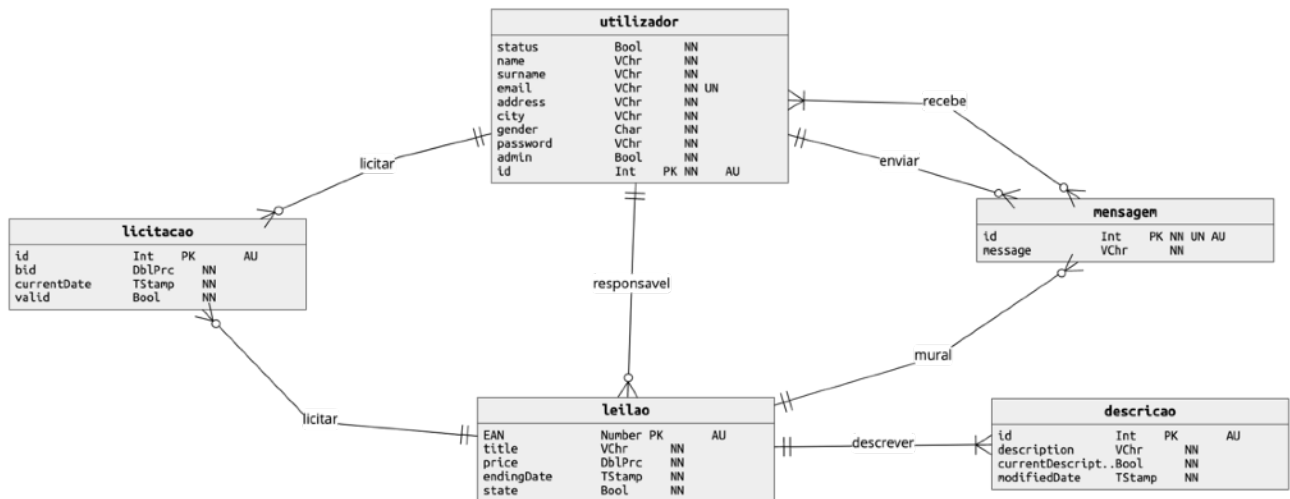 utilizador
status Bool NN
name VChr NN
surname VChr NN
email VChr NN UN
address VChr NN
city VChr NN
gender Char NN
password VChr NN
admin Bool NN
id Int PK NN AU
recebe
enviar
licitar
mensagem
id Int PK NN UN AU
message VChr NN
licitacao
id Int PK AU
bid DblPrc NN
currentDate TStamp NN
valid Bool NN
responsavel
mural
licitar
leilao
EAN Number PK AU
title VChr NN
price DblPrc NN
endingDate TStamp NN
state Bool NN
descrever
descricao
id Int PK AU
description VChr NN
currentDescript..Bool NN
modifiedDate TStamp NN